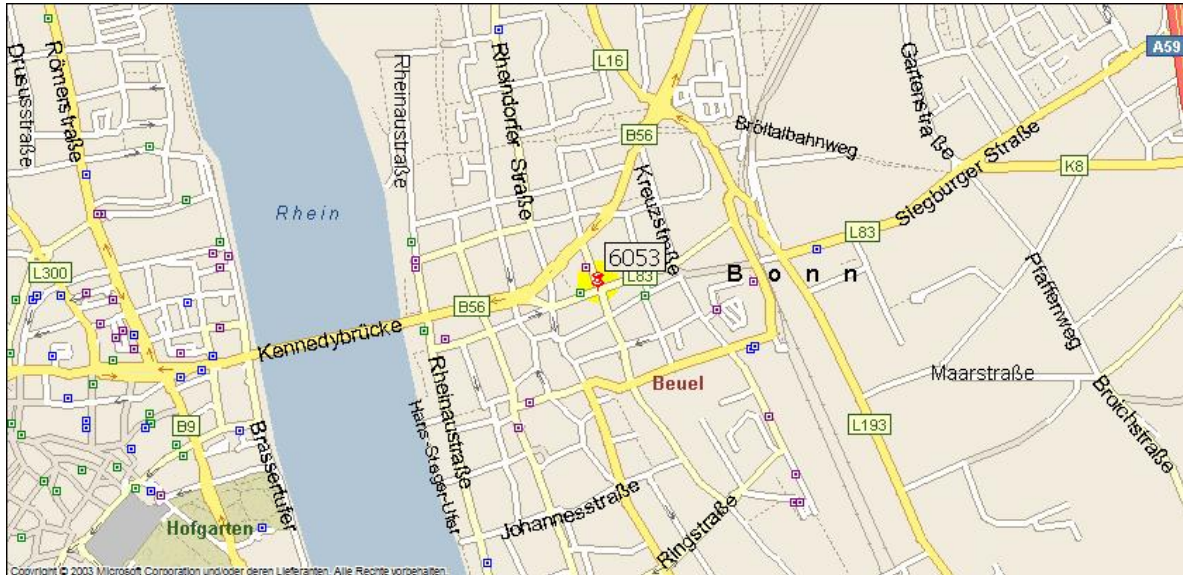 Drususstraße
Römerstraße
Rhein
Rheinaustraße
Rheindorfer Straße
L16
B56
Kreuzstraße
Bröltalbahnweg
Gartenstraße
A59
K8
Siegburger Straße
L83
L300
6053
L83
Bonn
B56
Kennedybrücke
Pfaffenweg
Maarstraße
Beuel
Broichstraße
B9
L193
Rheinaustraße
Hans-Steger-Ufer
Brassertufer
Hofgarten
Johannesstraße
Ringstraße
Copyright © 2003 Microsoft Corporation und/oder deren Lieferanten. Alle Rechte vorbehalten.